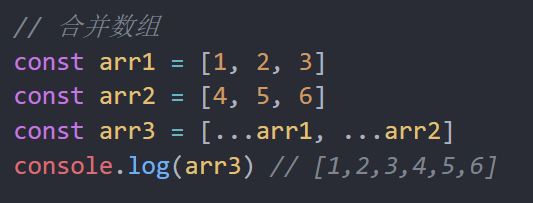 // 合并数组
const arr1 = [1, 2, 3]
const arr2 = [4, 5, 6]
const arr3 = [...arr1, ...arr2]
console.log(arr3) // [1,2,3,4,5,6]